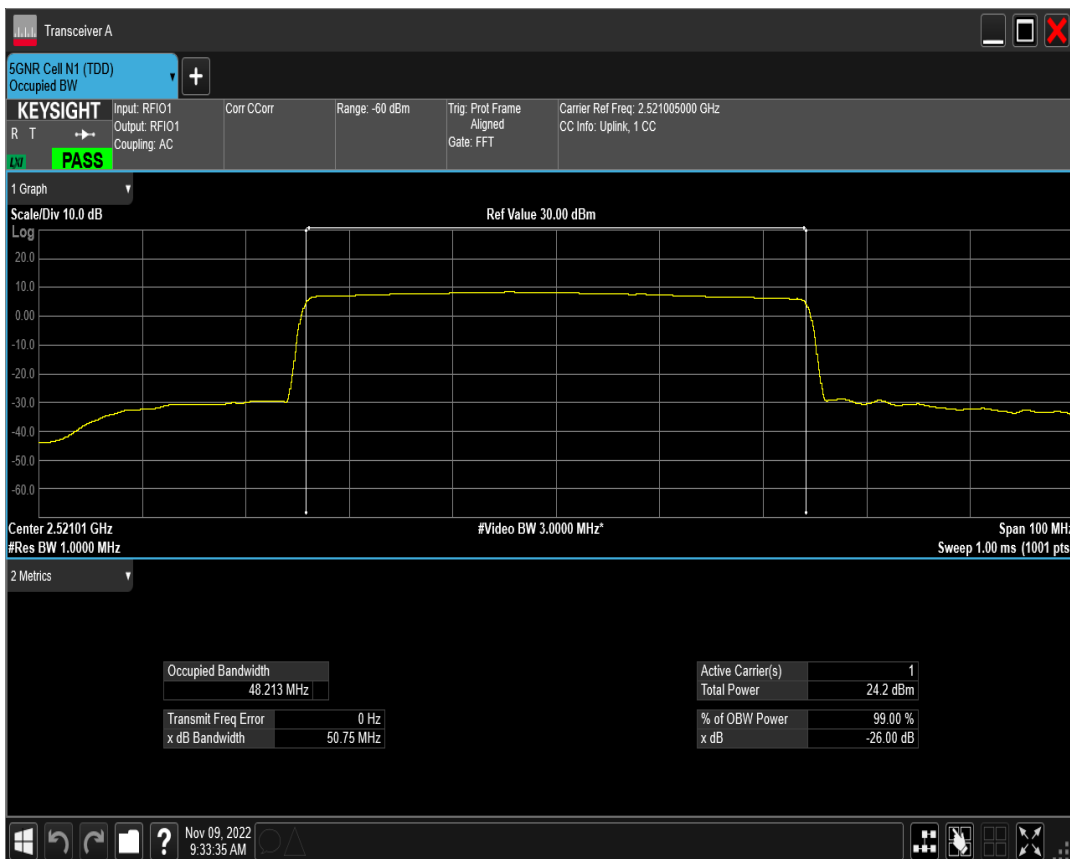 Transceiver A
5GNR Cell N1 (TDD)
Occupied BW
+
KEYSIGHT
R T
LXI
PASS
Input: RFIO1
Output: RFIO1
Coupling: AC
Corr CCorr
Range: -60 dBm
Trig: Prot Frame
Aligned
Gate: FFT
Carrier Ref Freq: 2.521005000 GHz
CC Info: Uplink, 1 CC
1 Graph
Scale/Div 10.0 dB
Ref Value 30.00 dBm
Log
20.0
10.0
0.00
-10.0
-20.0
-30.0
-40.0
-50.0
-60.0
Center 2.52101 GHz
#Video BW 3.0000 MHz*
Span 100 MHz
#Res BW 1.0000 MHz
Sweep 1.00 ms (1001 pts
2 Metrics
Occupied Bandwidth
48.213 MHz
Transmit Freq Error 0 Hz
x dB Bandwidth 50.75 MHz
Active Carrier(s) 1
Total Power 24.2 dBm
% of OBW Power 99.00 %
x dB -26.00 dB
?
Nov 09, 2022
9:33:35 AM